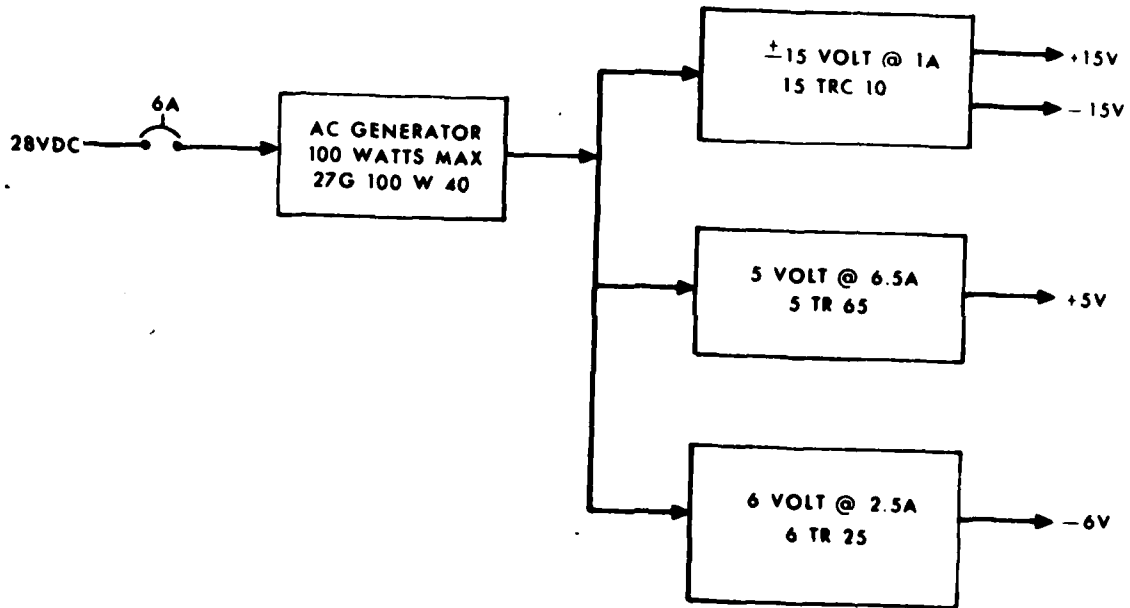 6A
28VDC
AC GENERATOR
100 WATTS MAX
27G 100 W 40
±15 VOLT @ 1A
15 TRC 10
+15V
−15V
5 VOLT @ 6.5A
5 TR 65
+5V
6 VOLT @ 2.5A
6 TR 25
−6V